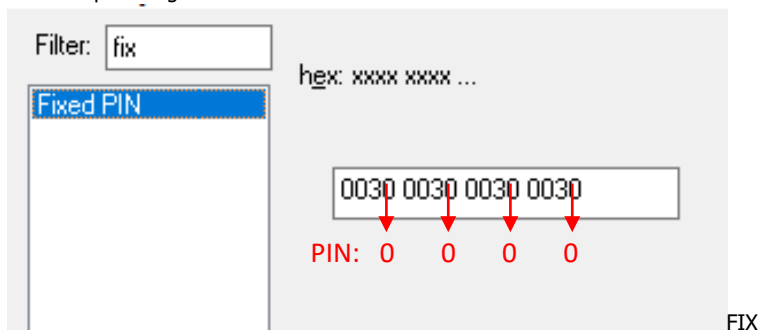 Filter: fix
hex: xxxx xxxx ...
Fixed PIN
0030 0030 0030 0030
PIN: 0 0 0 0
FIX